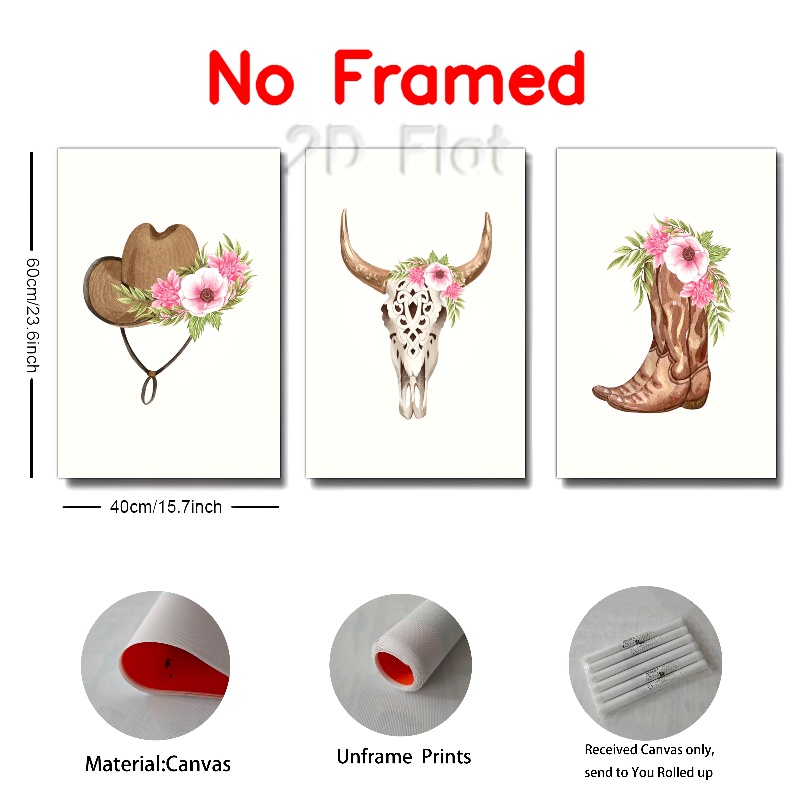 No Framed
2D Flat
60cm/23.6inch
40cm/15.7inch
Material:Canvas
Unframe Prints
Received Canvas only,
send to You Rolled up